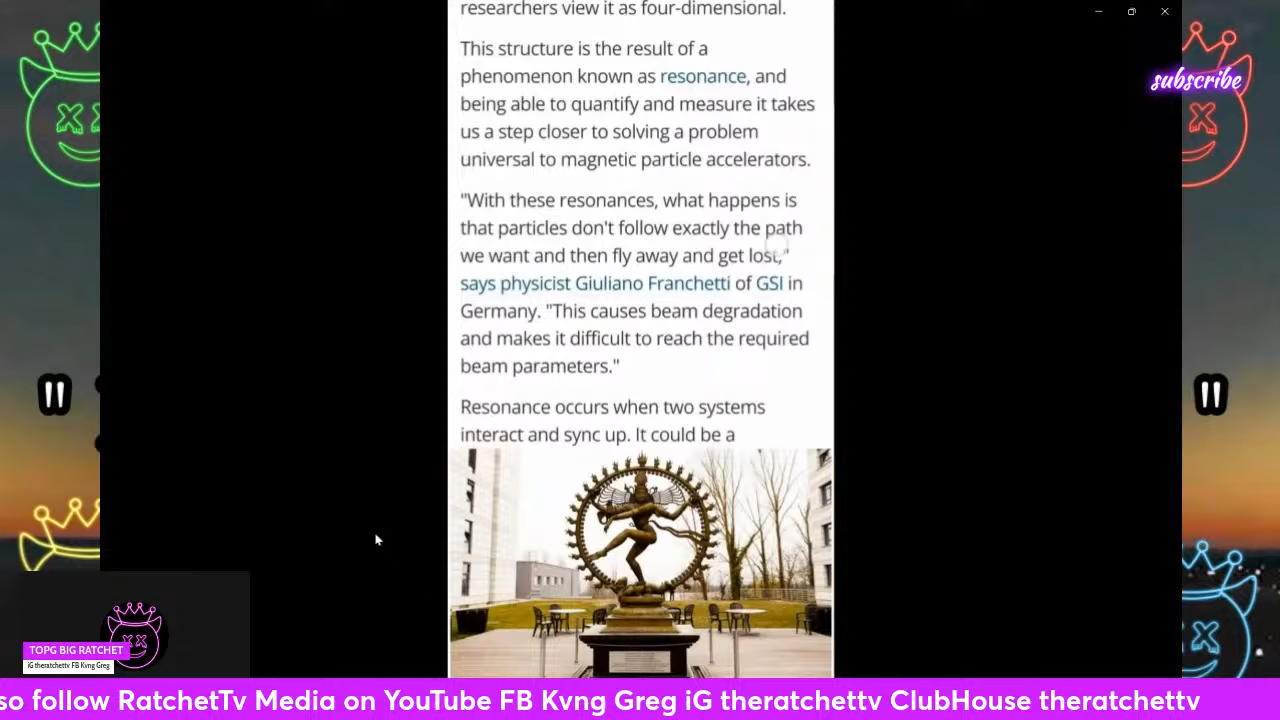 researchers view it as four-dimensional.
This structure is the result of a
phenomenon known as resonance, and
being able to quantify and measure it takes
us a step closer to solving a problem
universal to magnetic particle accelerators.
"With these resonances, what happens is
that particles don't follow exactly the path
we want and then fly away and get lost,"
says physicist Giuliano Franchetti of GSI in
Germany. "This causes beam degradation
and makes it difficult to reach the required
beam parameters."
Resonance occurs when two systems
interact and sync up. It could be a
subscribe
"
"
TOPG BIG RATCHET
iG theratchettv FB Kvng Greg
so follow RatchetTv Media on YouTube FB Kvng Greg iG theratchettv ClubHouse theratchettv